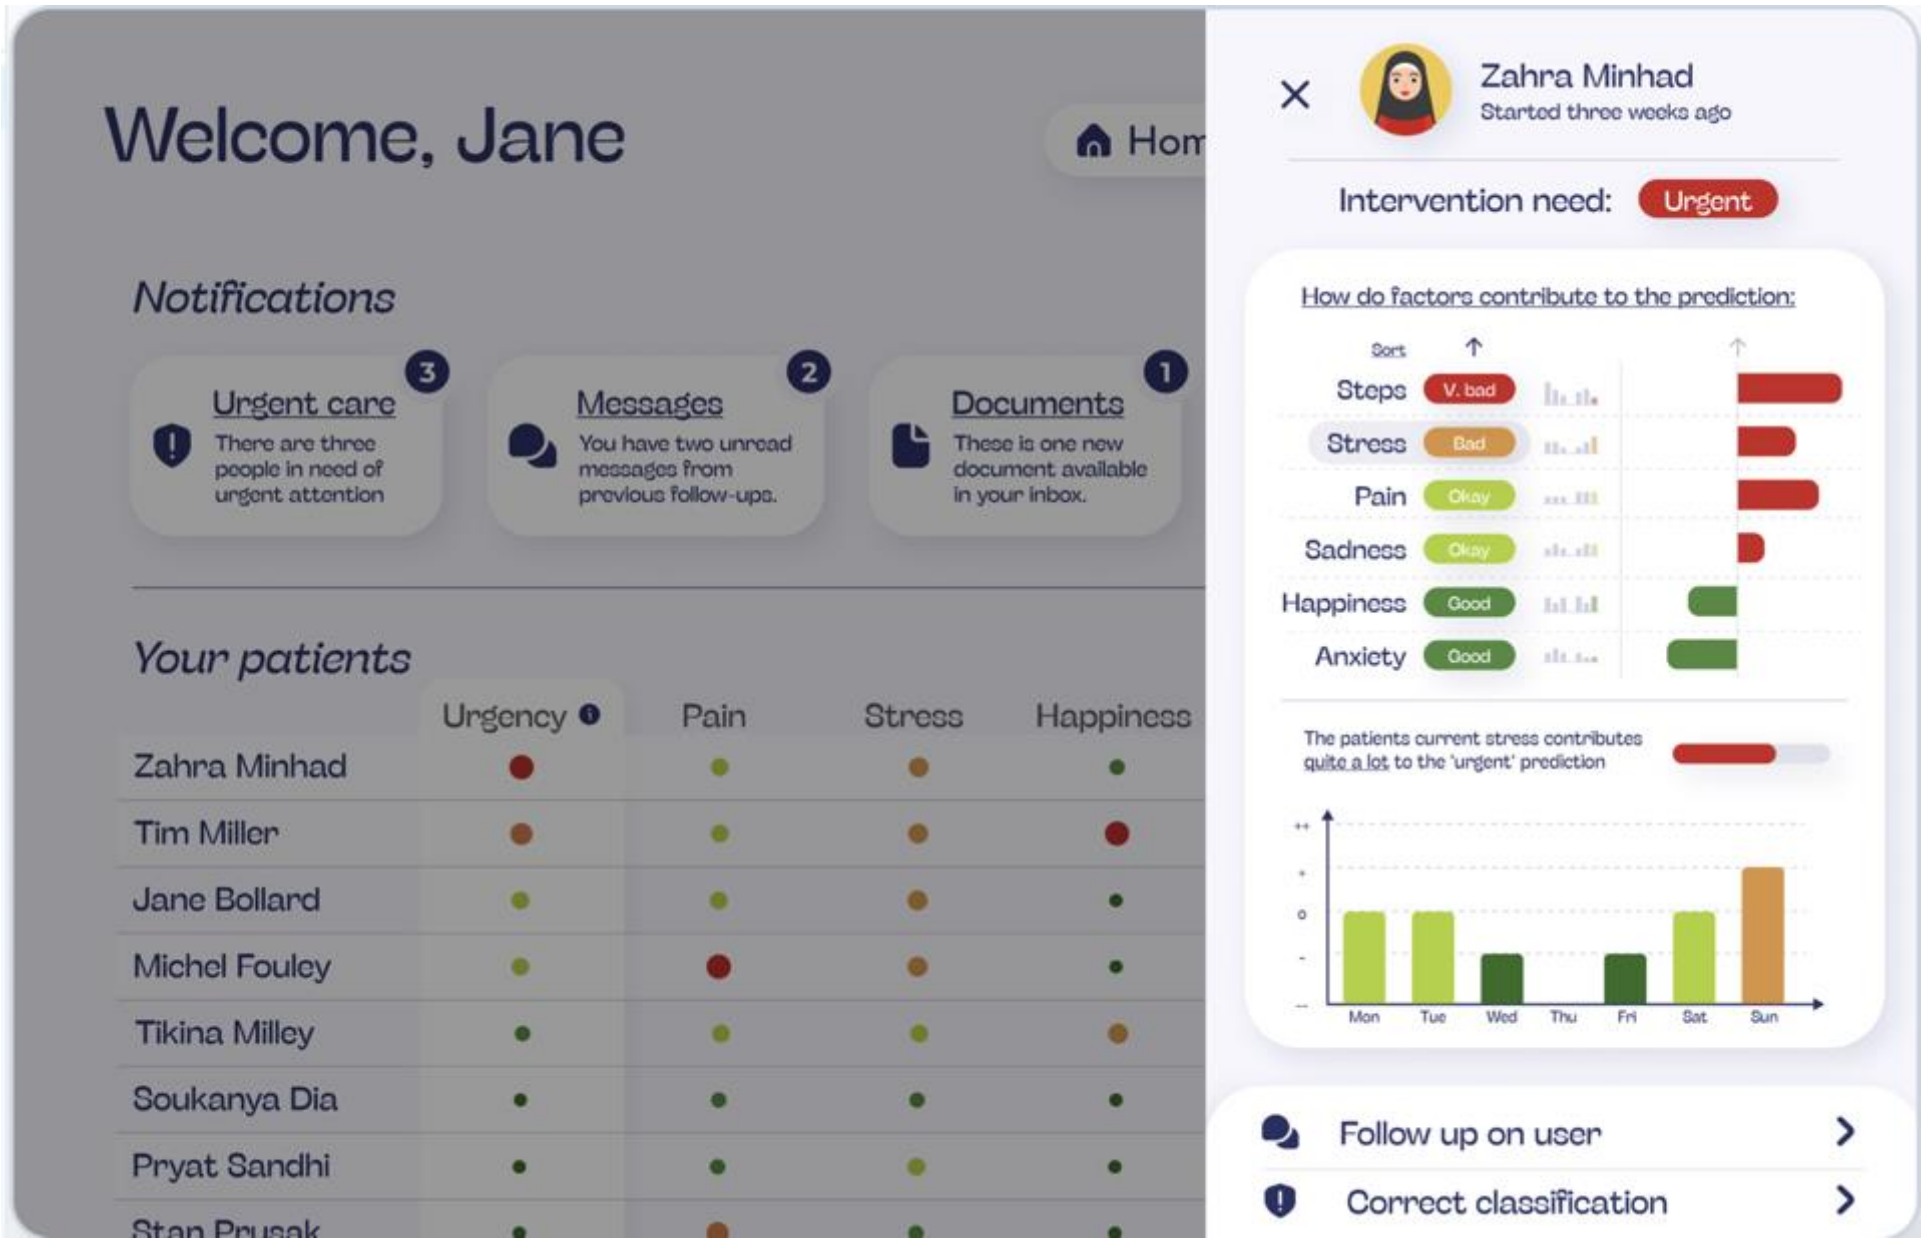 Welcome, Jane
Notifications
3
Urgent care
There are three
people in need of
urgent attention
2
Messages
You have two unread
messages from
previous follow-ups.
1
Documents
These is one new
document available
in your inbox.
Your patients
Urgency Pain Stress Happiness
Zahra Minhad
Tim Miller
Jane Bollard
Michel Fouley
Tikina Milley
Soukanya Dia
Pryat Sandhi
Stan Prusak
Zahra Minhad
Started three weeks ago
Intervention need: Urgent
How do factors contribute to the prediction:
Sort
Steps V. bad
Stress Bad
Pain Okay
Sadness Okay
Happiness Good
Anxiety Good
The patients current stress contributes
quite a lot to the 'urgent' prediction
++
+
o
-
--
Mon Tue Wed Thu Fri Sat Sun
Follow up on user
Correct classification